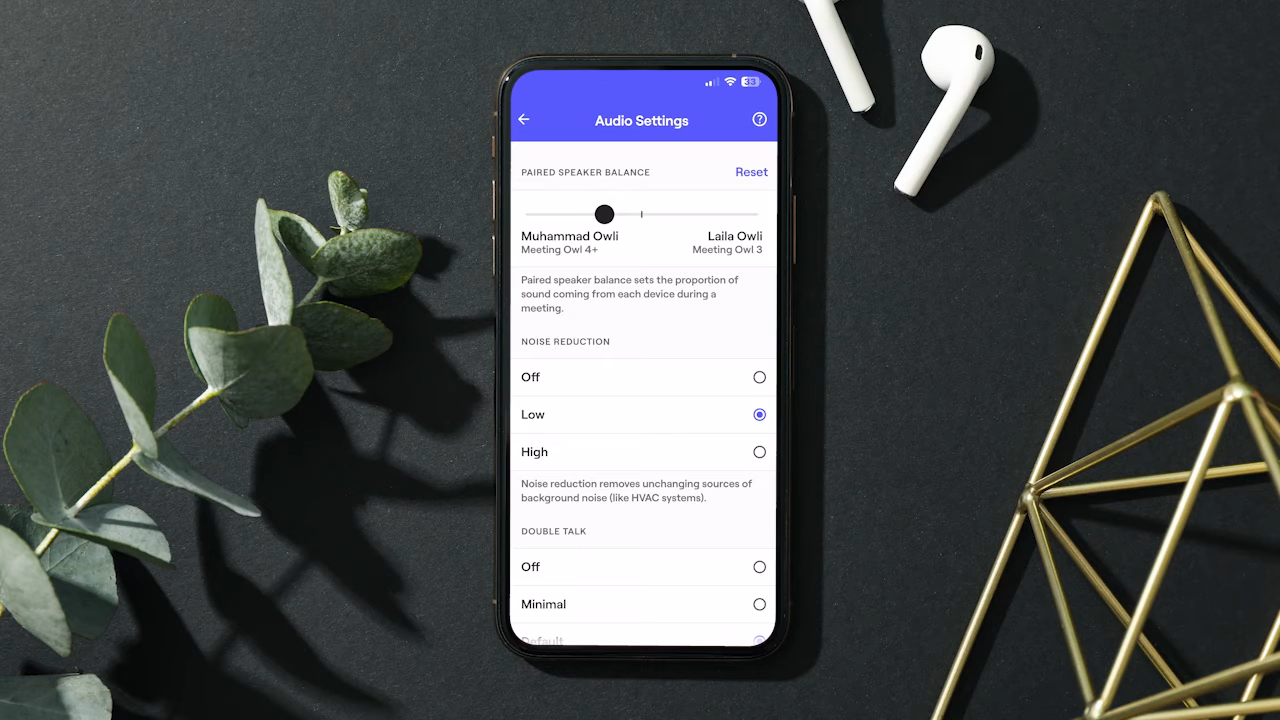 33
Audio Settings
PAIRED SPEAKER BALANCE Reset
Muhammad Owli Laila Owli
Meeting Owl 4+ Meeting Owl 3
Paired speaker balance sets the proportion of
sound coming from each device during a
meeting.
NOISE REDUCTION
Off
Low
High
Noise reduction removes unchanging sources of
background noise (like HVAC systems).
DOUBLE TALK
Off
Minimal
Default